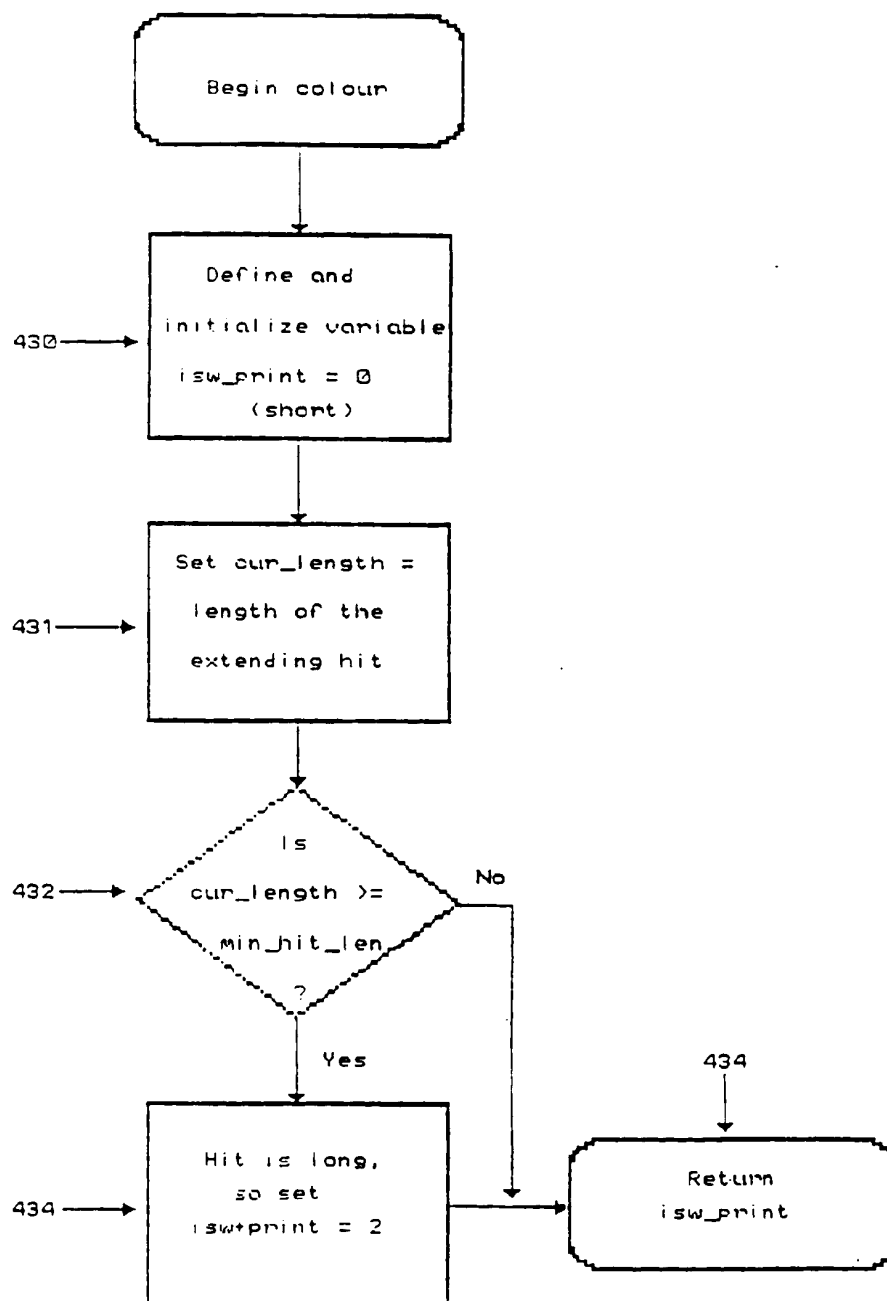 Begin colour
Define and
initialize variable
430
isw_print = 0
(short)
Set cur_length =
length of the
431
extending hit
Is
No
432
cur_length >=
min_hit_len
?
Yes
434
Hit is long,
so set
434
isw+print = 2
Return
isw_print